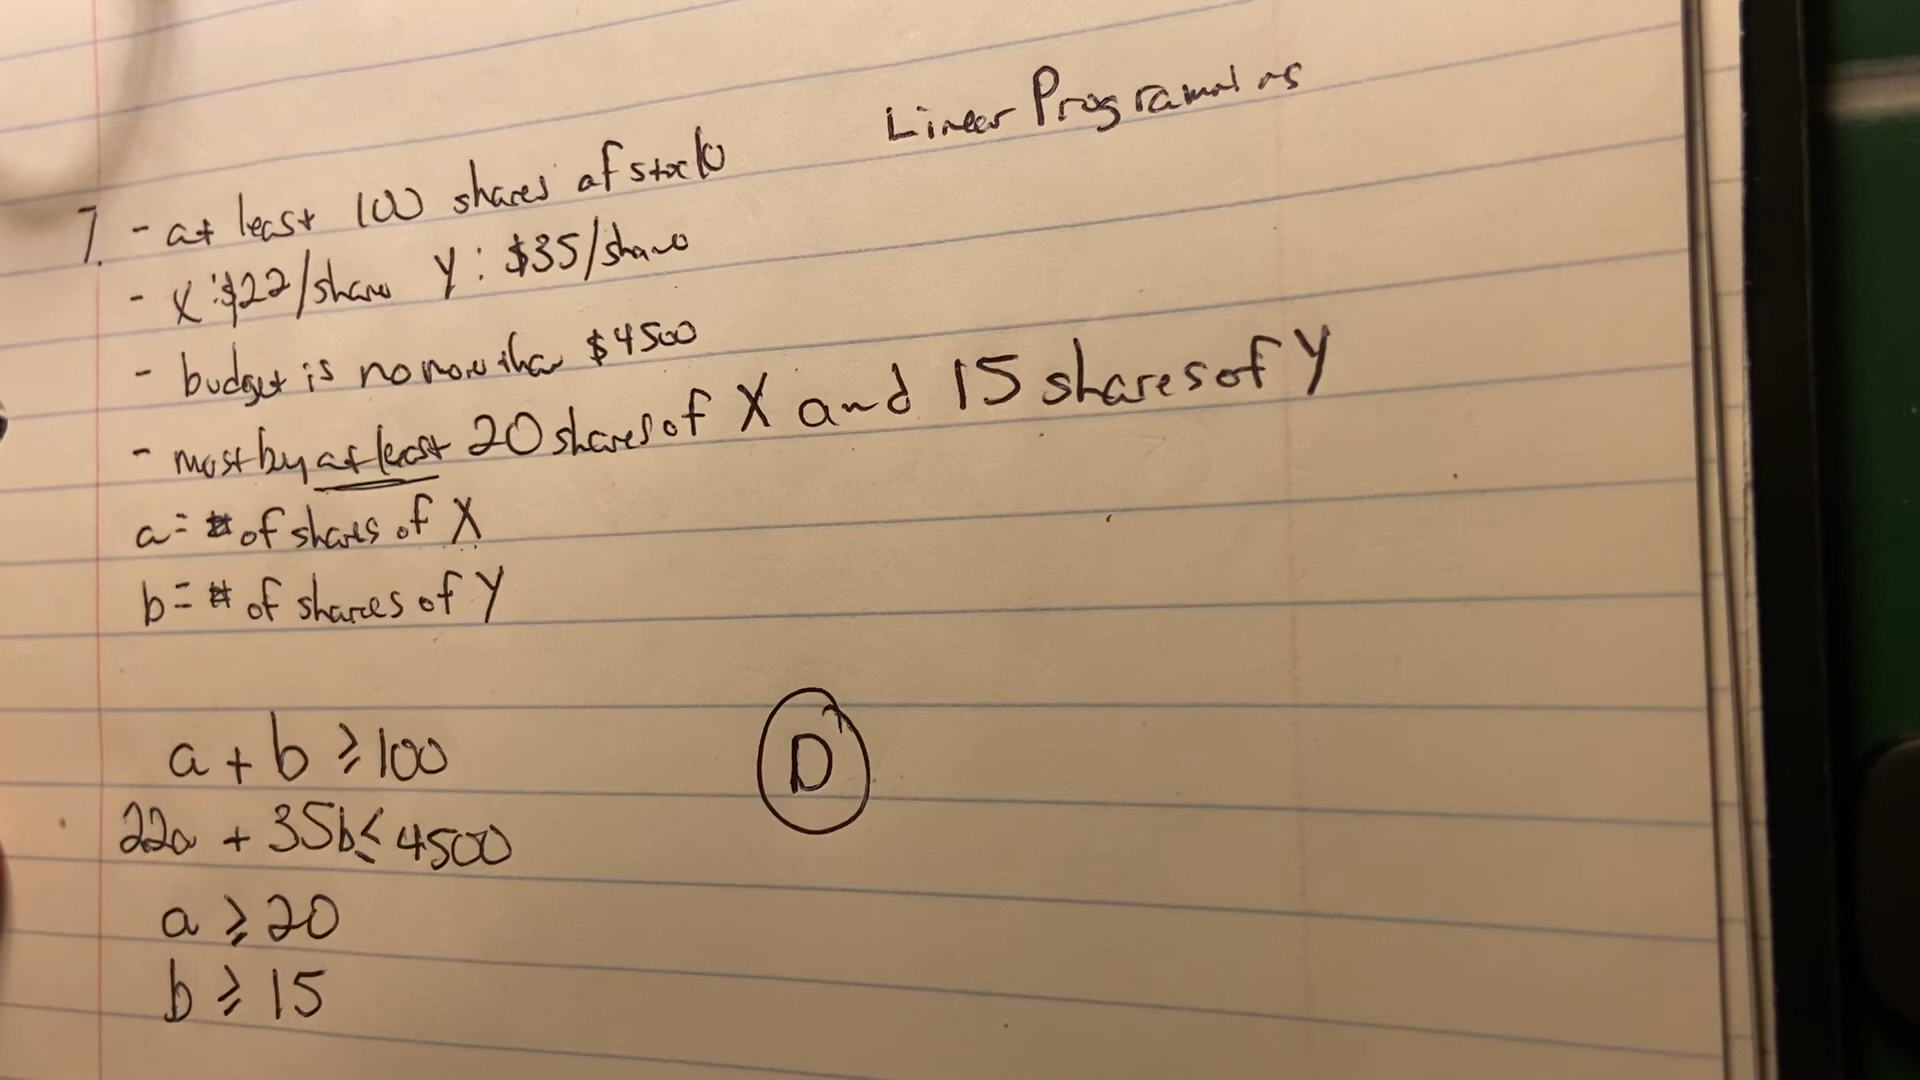 Linear Programming
7. - at least 100 shares of stock
- X: $22/share Y: $35/share
- budget is no more than $4500
- must by at least 20 shares of X and 15 shares of Y
a = # of shares of X
b = # of shares of Y
a + b ≥ 100
22a + 35b ≤ 4500
a ≥ 20
b ≥ 15
D